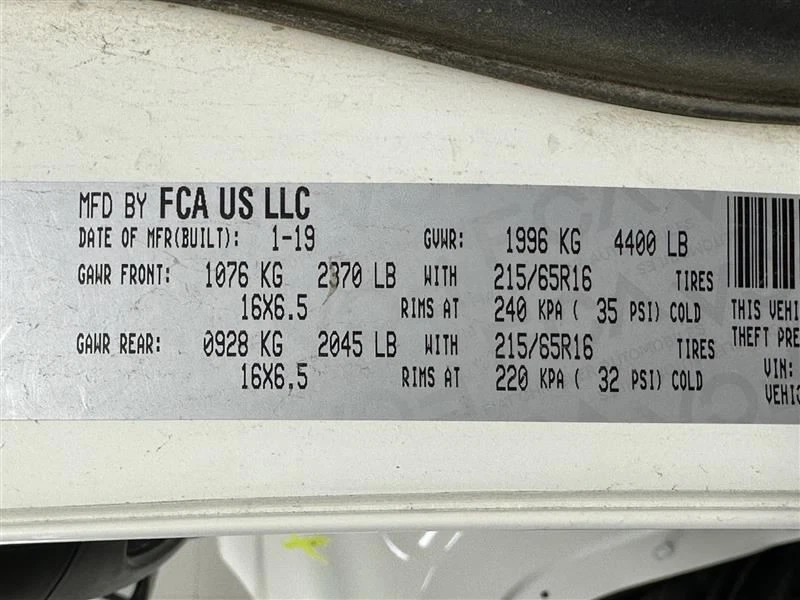 MFD BY FCA US LLC
DATE OF MFR(BUILT): 1-19 GVWR: 1996 KG 4400 LB
GAWR FRONT: 1076 KG 2370 LB WITH 215/65R16 TIRES
16X6.5 RIMS AT 240 KPA ( 35 PSI) COLD
GAWR REAR: 0928 KG 2045 LB WITH 215/65R16 TIRES
16X6.5 RIMS AT 220 KPA ( 32 PSI) COLD
THIS VEHI
THEFT PRE
VIN:
VEHI